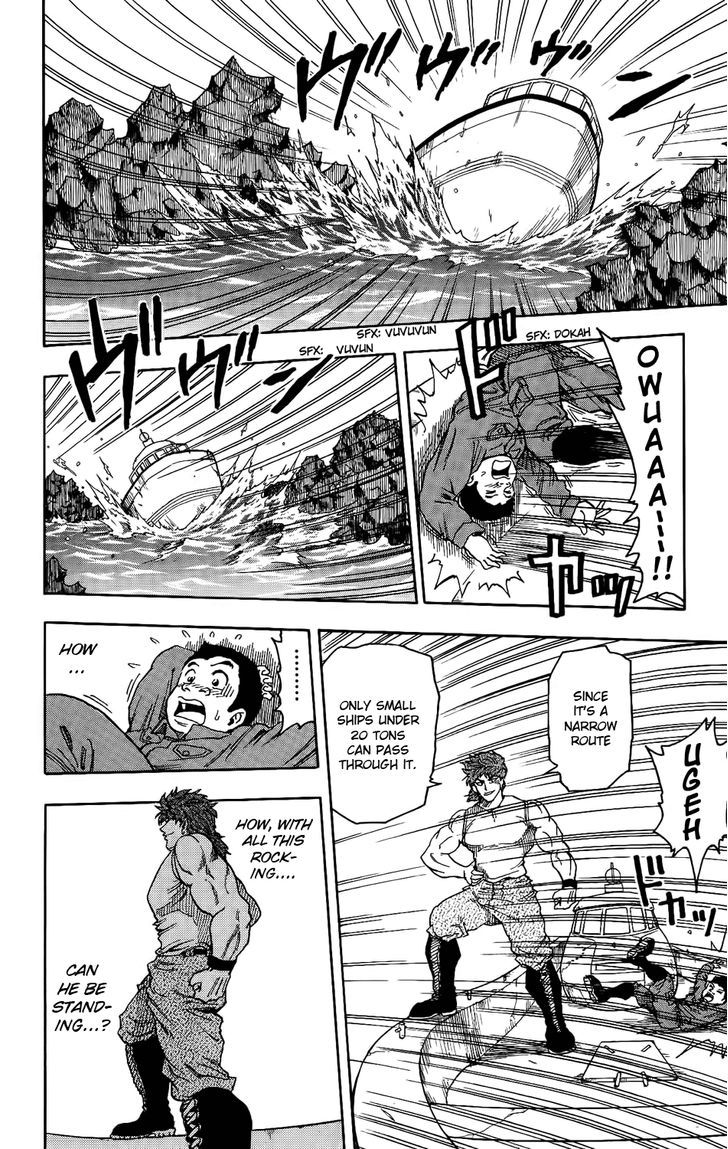 ヴヴヴン
SFX: VUVUVUN
OWUAAA!!!
SFX: DOKAH
ドカ
ヴヴン
SFX: VUVUN
SINCE
IT'S A
NARROW
ROUTE
ONLY SMALL
SHIPS UNDER
20 TONS
CAN PASS
THROUGH IT.
UGEH
ドカッ
HOW
...
........
HOW, WITH
ALL THIS
ROCK-
ING....
CAN
HE BE
STAND-
ING...?